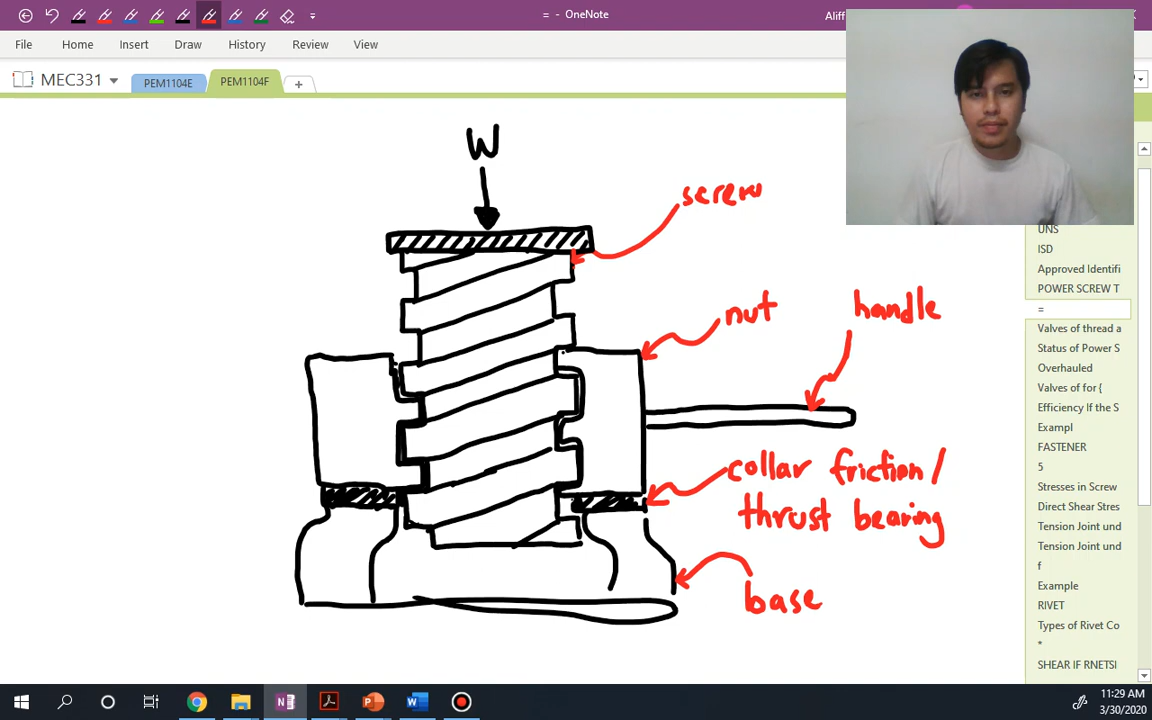 = - OneNote
Aliff
File Home Insert Draw History Review View
MEC331
PEM1104E
PEM1104F
W
screw
nut
handle
collar friction /
thrust bearing
base
UNS
ISD
Approved Identifi
POWER SCREW T
=
Valves of thread a
Status of Power S
Overhauled
Valves of for {
Efficiency If the S
Exampl
FASTENER
5
Stresses in Screw
Direct Shear Stres
Tension Joint und
Tension Joint und
f
Example
RIVET
Types of Rivet Co
*
SHEAR IF RNETSI
11:29 AM
3/30/2020